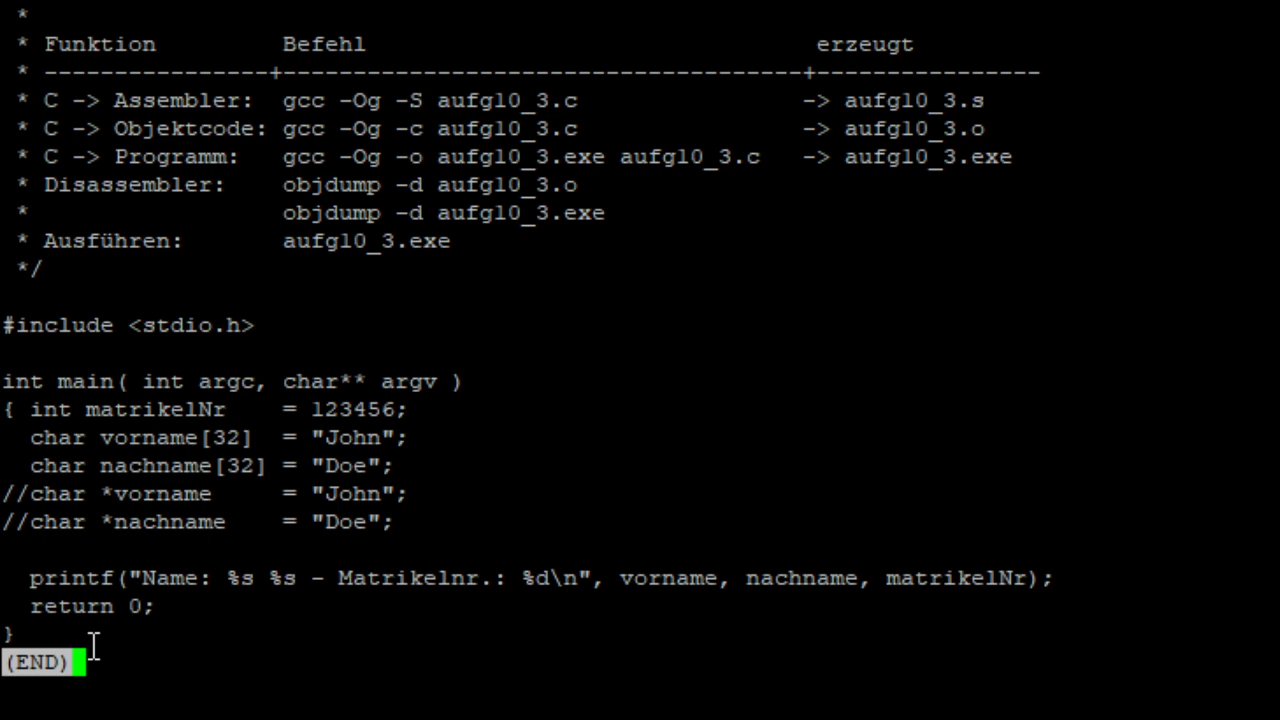 *
 * Funktion         Befehl                                erzeugt
 * ----------------+-------------------------------------+----------------
 * C -> Assembler:  gcc -Og -S aufg10_3.c                -> aufg10_3.s
 * C -> Objektcode: gcc -Og -c aufg10_3.c                -> aufg10_3.o
 * C -> Programm:   gcc -Og -o aufg10_3.exe aufg10_3.c   -> aufg10_3.exe
 * Disassembler:    objdump -d aufg10_3.o
 *                  objdump -d aufg10_3.exe
 * Ausführen:       aufg10_3.exe
 */

#include <stdio.h>

int main( int argc, char** argv )
{ int matrikelNr    = 123456;
  char vorname[32]  = "John";
  char nachname[32] = "Doe";
//char *vorname     = "John";
//char *nachname    = "Doe";

  printf("Name: %s %s - Matrikelnr.: %d\n", vorname, nachname, matrikelNr);
  return 0;
}
(END)